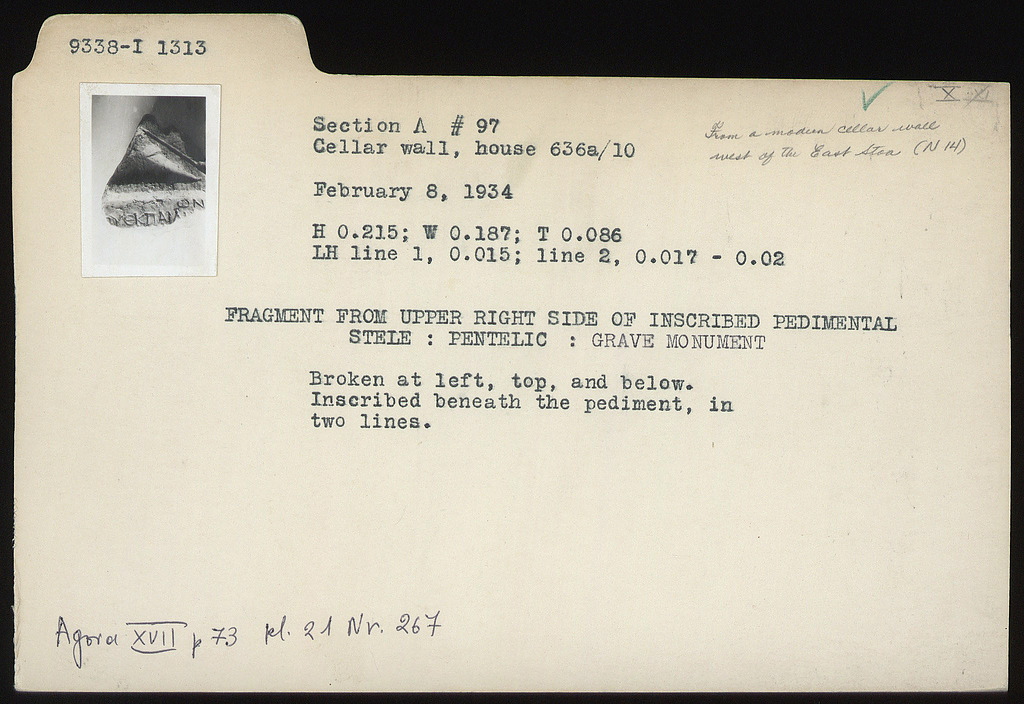 9338-I 1313
X XI
Section Λ # 97
Cellar wall, house 636a/10
From a modern cellar wall
west of the East Stoa (N 14)
February 8, 1934
H 0.215; W 0.187; T 0.086
LH line 1, 0.015; line 2, 0.017 - 0.02
FRAGMENT FROM UPPER RIGHT SIDE OF INSCRIBED PEDIMENTAL
STELE : PENTELIC : GRAVE MONUMENT
Broken at left, top, and below.
Inscribed beneath the pediment, in
two lines.
Agora XVII p 73 pl. 21 Nr. 267